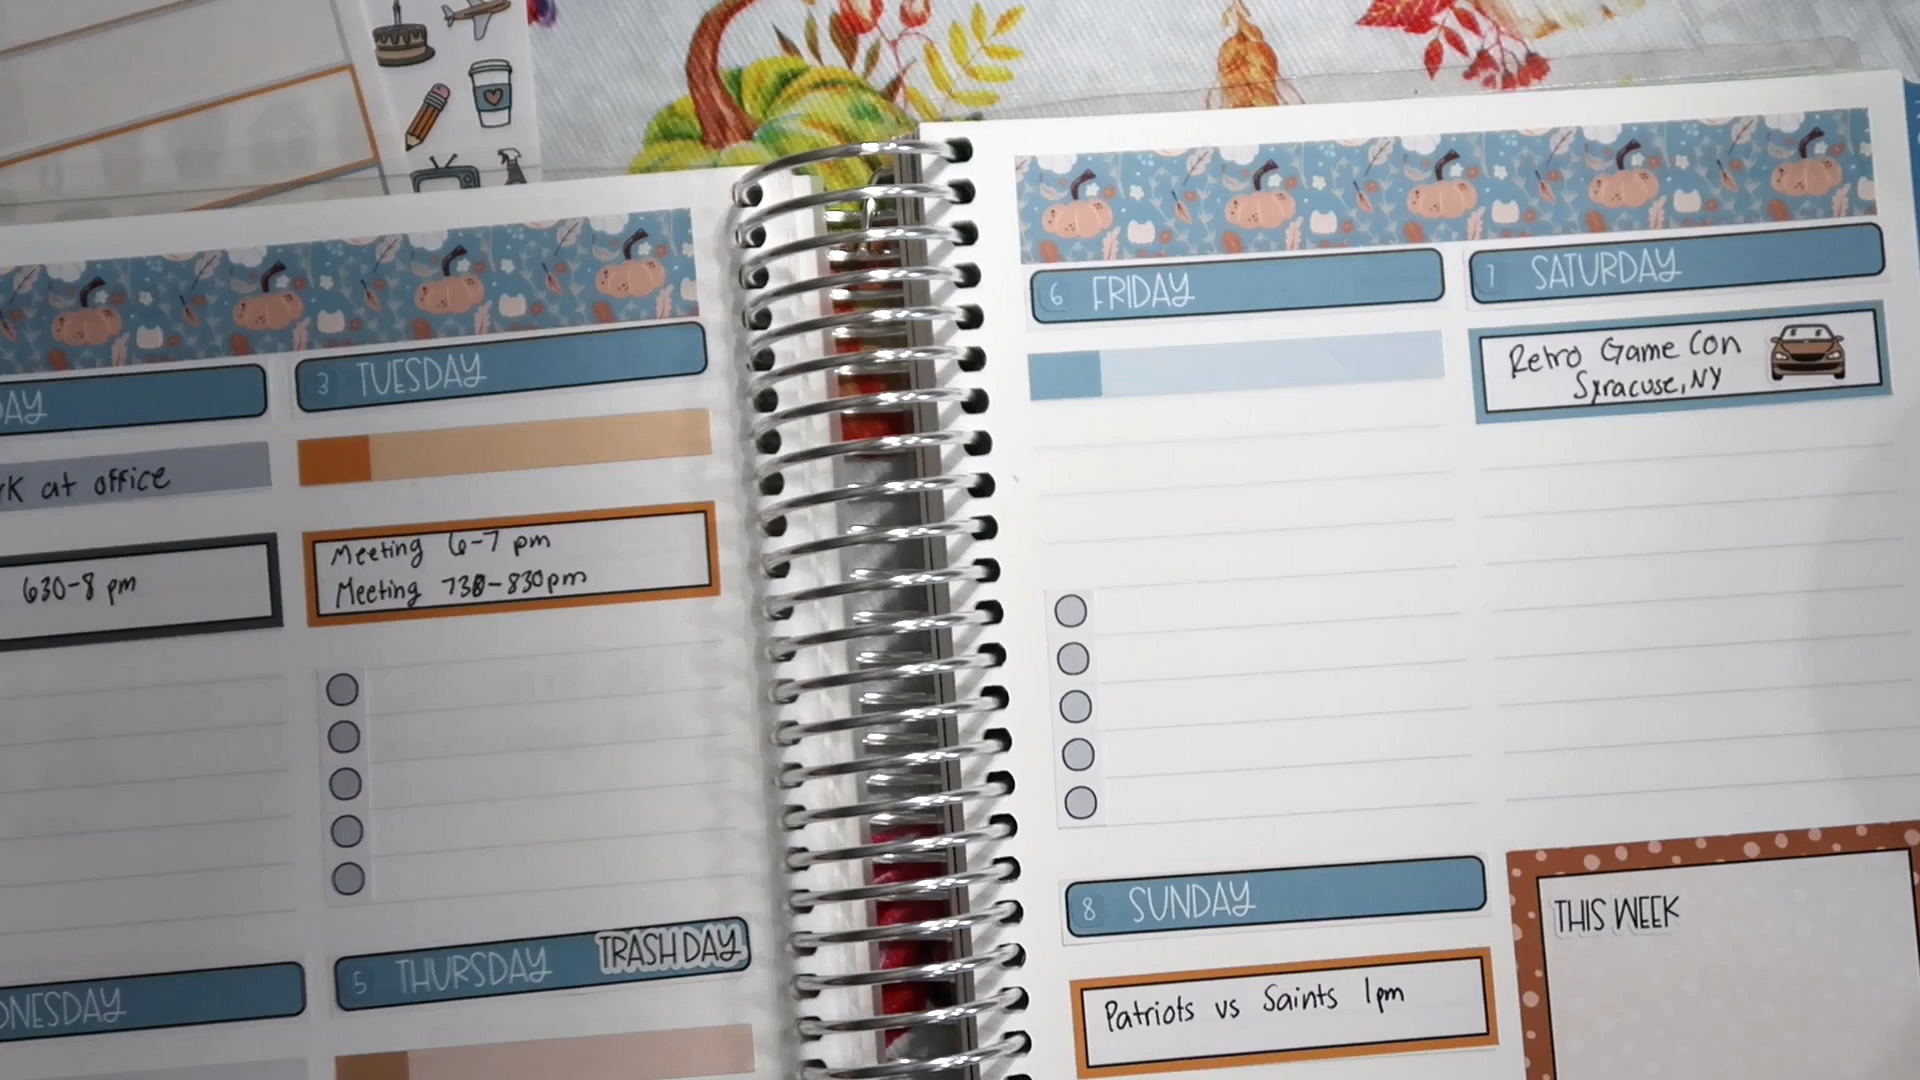 AY
K at office
630-8 pm
3 TUESDAY
Meeting 6-7 pm
Meeting 730-830pm
NESDAY
5 THURSDAY TRASH DAY
6 FRIDAY
7 SATURDAY
Retro Game Con
Syracuse, NY
8 SUNDAY
Patriots vs Saints 1pm
THIS WEEK